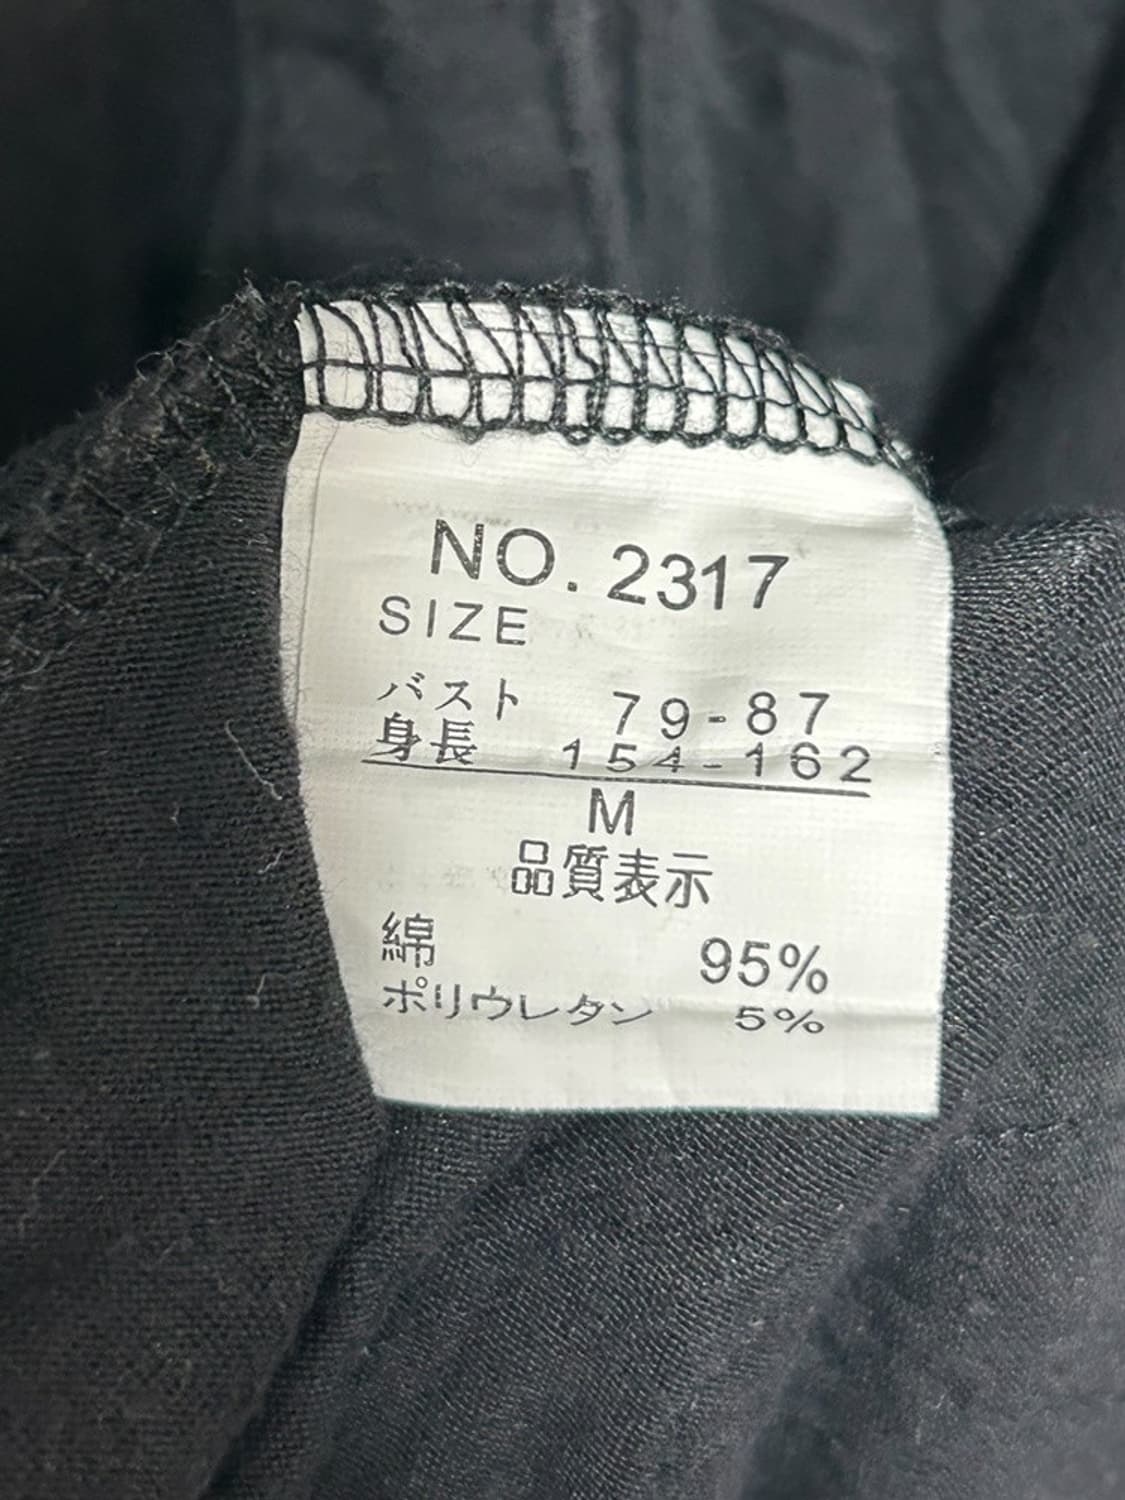 NO. 2317
SIZE
バスト 79-87
身長 154-162
M
品質表示
綿 95%
ポリウレタン 5%